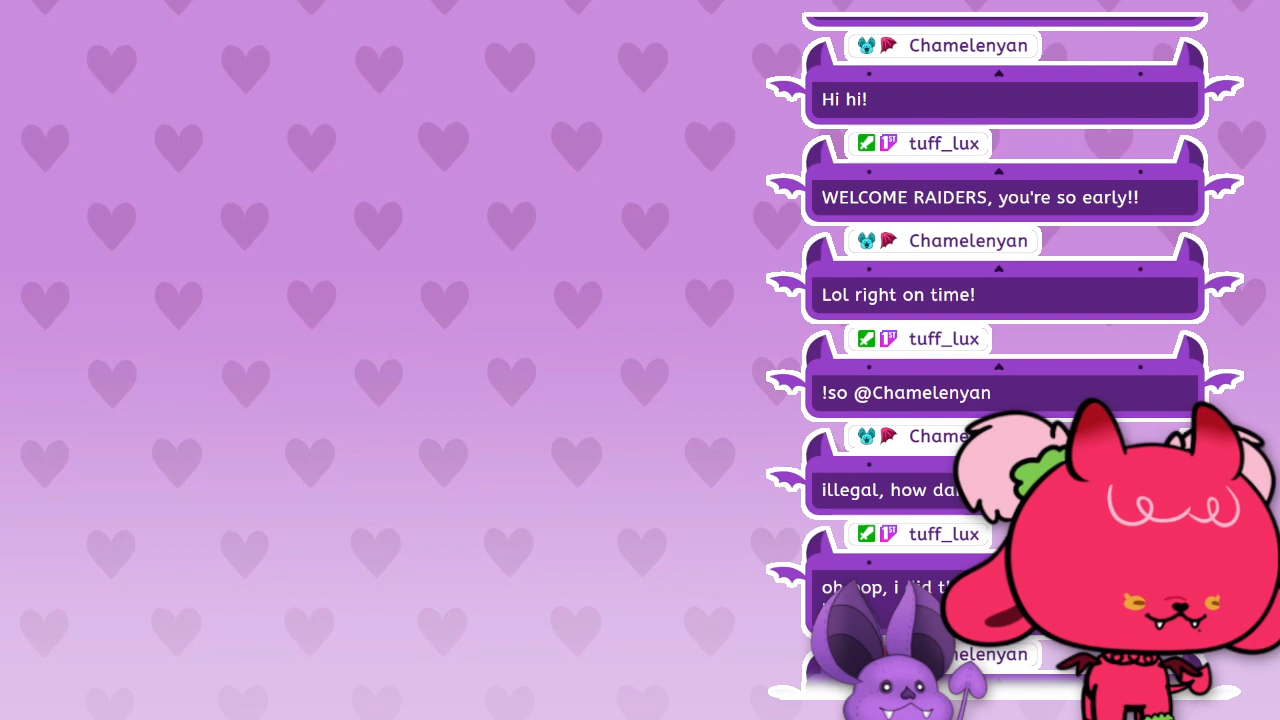 Chamelenyan
Hi hi!
tuff_lux
WELCOME RAIDERS, you're so early!!
Chamelenyan
Lol right on time!
tuff_lux
!so @Chamelenyan
illegal, how
tuff_lux
i did